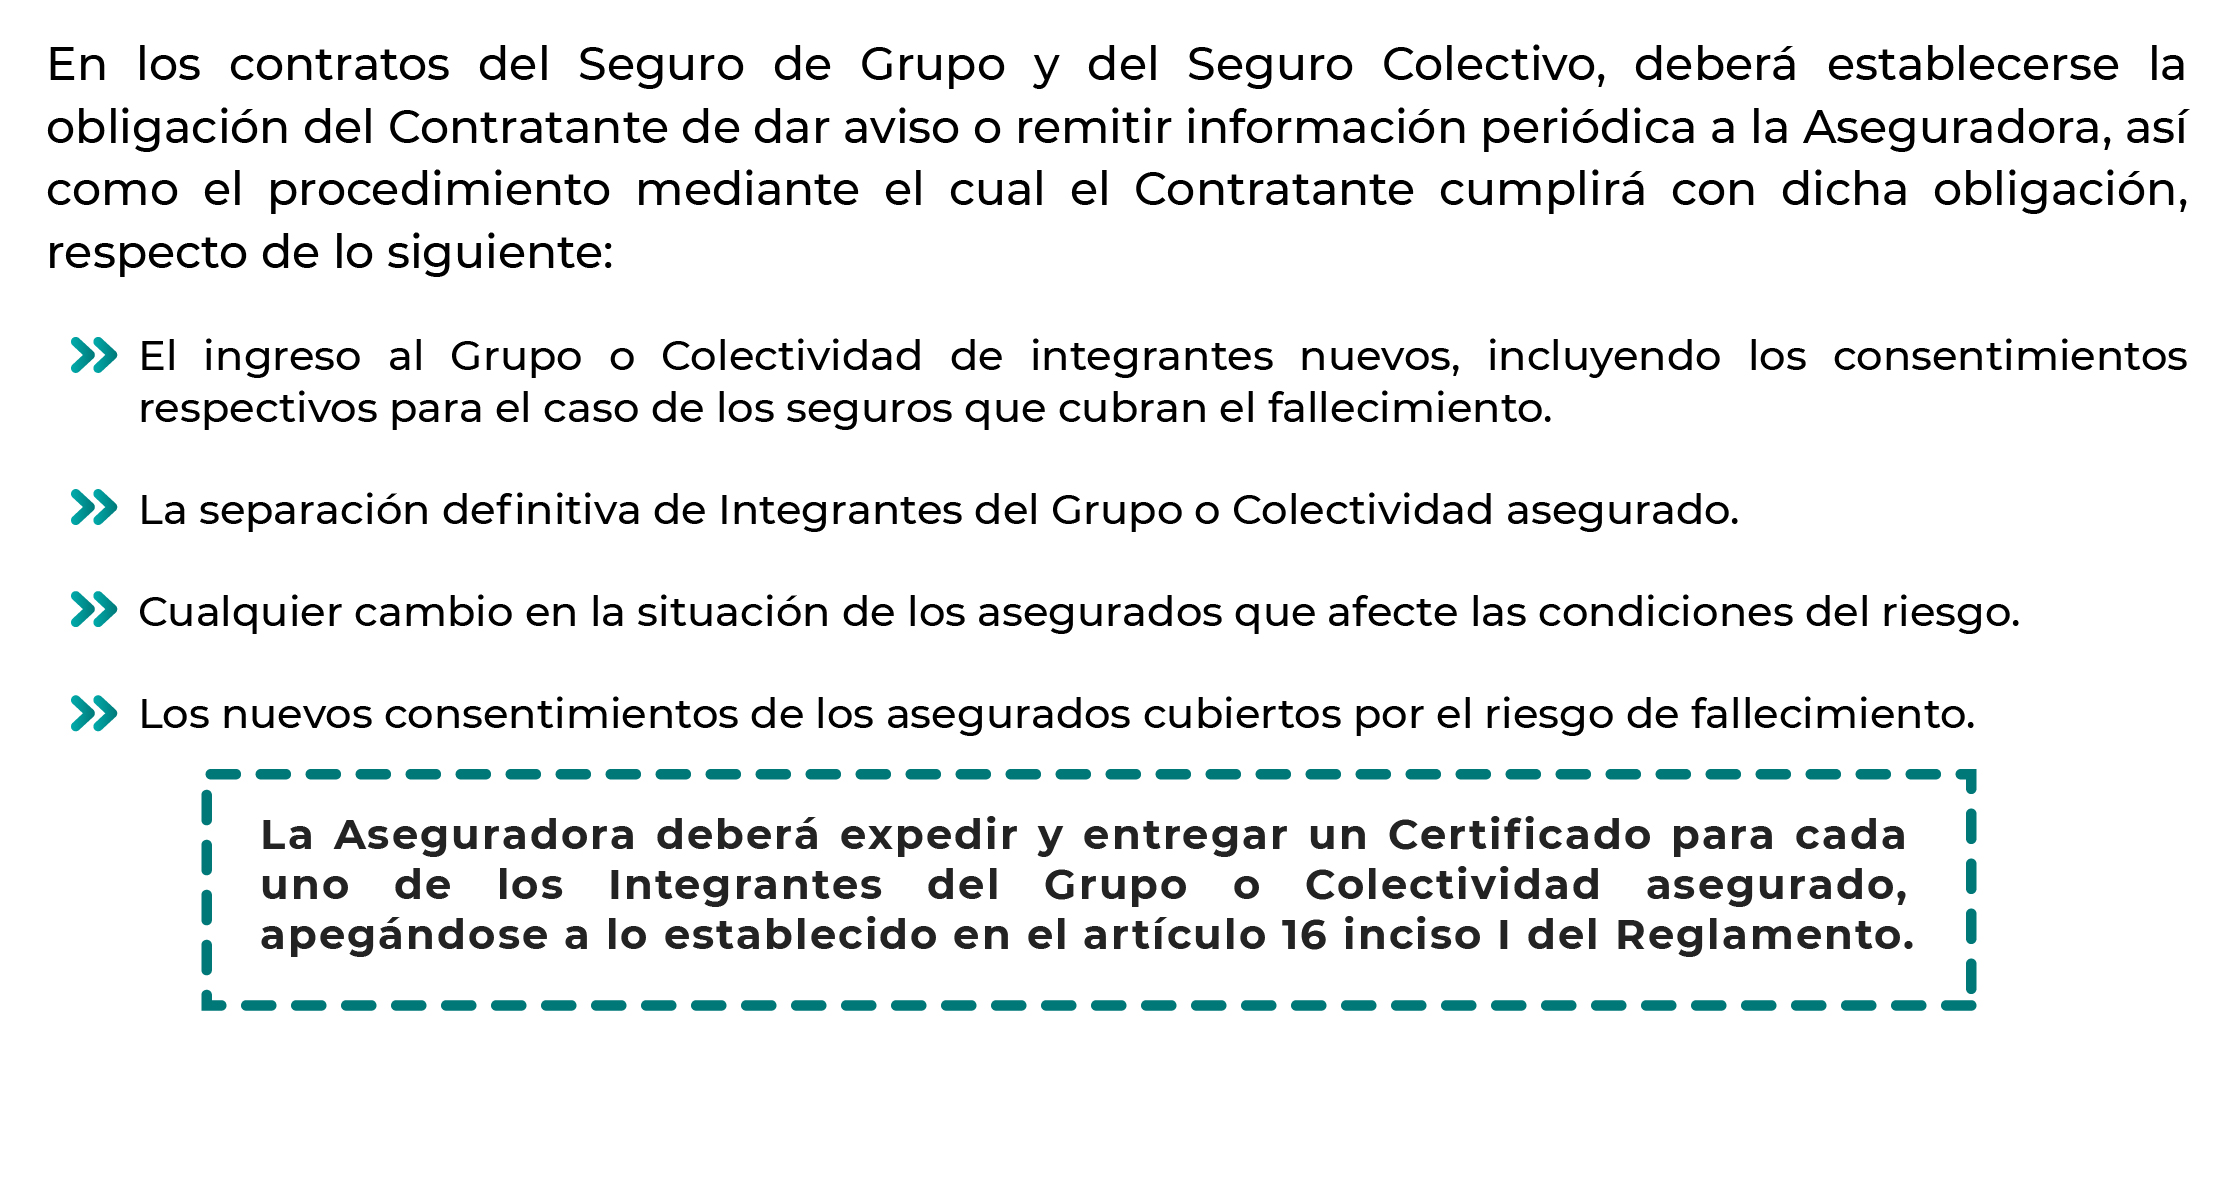 En los contratos del Seguro de Grupo y del Seguro Colectivo, deberá establecerse la
obligación del Contratante de dar aviso o remitir información periódica a la Aseguradora, así
como el procedimiento mediante el cual el Contratante cumplirá con dicha obligación,
respecto de lo siguiente:
El ingreso al Grupo o Colectividad de integrantes nuevos, incluyendo los consentimientos
respectivos para el caso de los seguros que cubran el fallecimiento.
La separación definitiva de Integrantes del Grupo o Colectividad asegurado.
Cualquier cambio en la situación de los asegurados que afecte las condiciones del riesgo.
Los nuevos consentimientos de los asegurados cubiertos por el riesgo de fallecimiento.
La Aseguradora deberá expedir y entregar un Certificado para cada
uno de los Integrantes del Grupo o Colectividad asegurado,
apegándose a lo establecido en el artículo 16 inciso I del Reglamento.